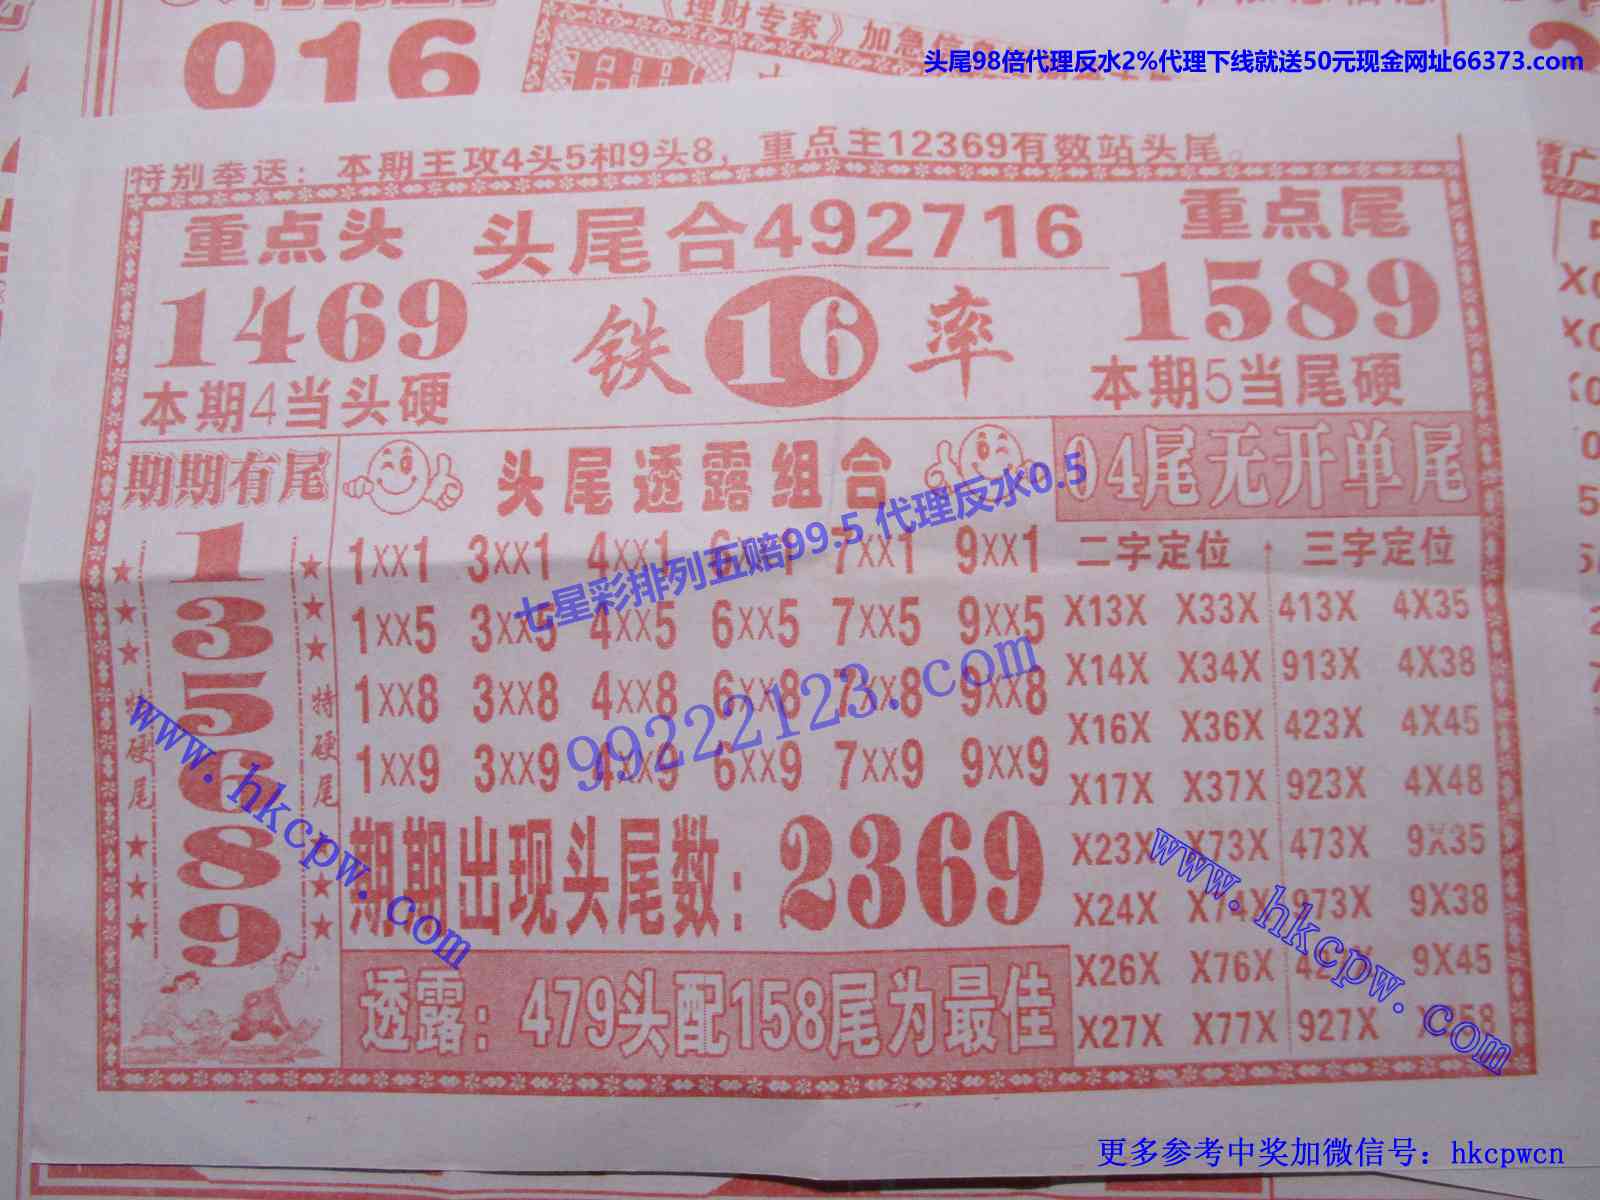 016
《理财专家》加急信
头尾98倍代理反水2%代理下线就送50元现金网址66373.com
特别奉送：本期主攻4头5和9头8，重点主12369有数站头尾。
重点头 头尾合492716 重点尾
1469 铁16率 1589
本期4当头硬 本期5当尾硬
期期有尾 头尾透露组合 04尾无开单尾
七星彩排列五赔99.5 代理反水0.5
99222123.com
1
3
5
6
8
9
特硬尾 特硬尾
1XX1 3XX1 4XX1 6XX1 7XX1 9XX1
1XX5 3XX5 4XX5 6XX5 7XX5 9XX5
1XX8 3XX8 4XX8 6XX8 7XX8 9XX8
1XX9 3XX9 4XX9 6XX9 7XX9 9XX9
期期出现头尾数：2369
透露：479头配158尾为最佳
二字定位 三字定位
X13X X33X 413X 4X35
X14X X34X 913X 4X38
X16X X36X 423X 4X45
X17X X37X 923X 4X48
X23X X73X 473X 9X35
X24X X74X 973X 9X38
X26X X76X 9X45
X27X X77X 927X
www.hkcpw.com
www.hkcpw.com
更多参考中奖加微信号：hkcpwcn